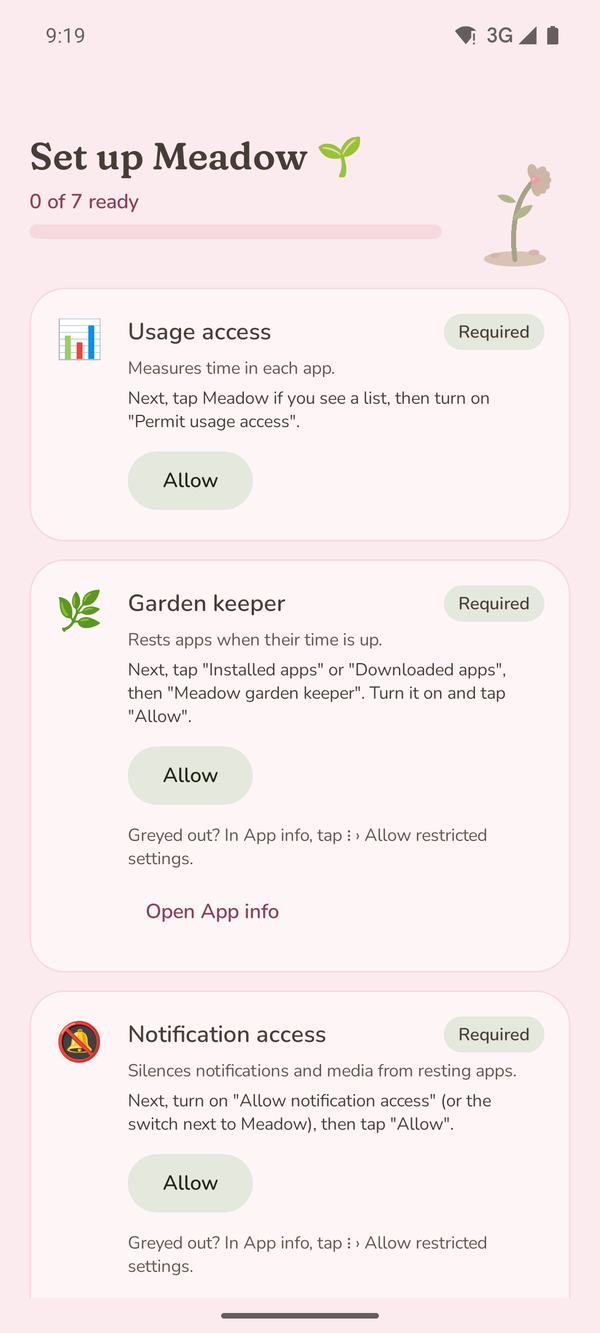 9:19
3G
Set up Meadow 🌱
0 of 7 ready
Usage access
Required
Measures time in each app.
Next, tap Meadow if you see a list, then turn on
"Permit usage access".
Allow
Garden keeper
Required
Rests apps when their time is up.
Next, tap "Installed apps" or "Downloaded apps",
then "Meadow garden keeper". Turn it on and tap
"Allow".
Allow
Greyed out? In App info, tap ⋮ › Allow restricted
settings.
Open App info
Notification access
Required
Silences notifications and media from resting apps.
Next, turn on "Allow notification access" (or the
switch next to Meadow), then tap "Allow".
Allow
Greyed out? In App info, tap ⋮ › Allow restricted
settings.